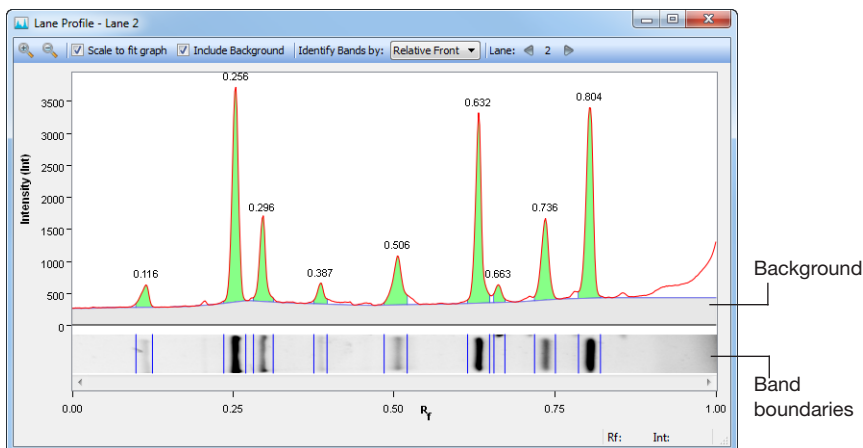 Lane Profile - Lane 2
Scale to fit graph Include Background Identify Bands by: Relative Front Lane: 2
Intensity (Int)
3500
3000
2500
2000
1500
1000
500
0
0.116
0.256
0.296
0.387
0.506
0.632
0.663
0.736
0.804
Background
Band
boundaries
0.00 0.25 0.50 0.75 1.00
Rf
Rf: Int: